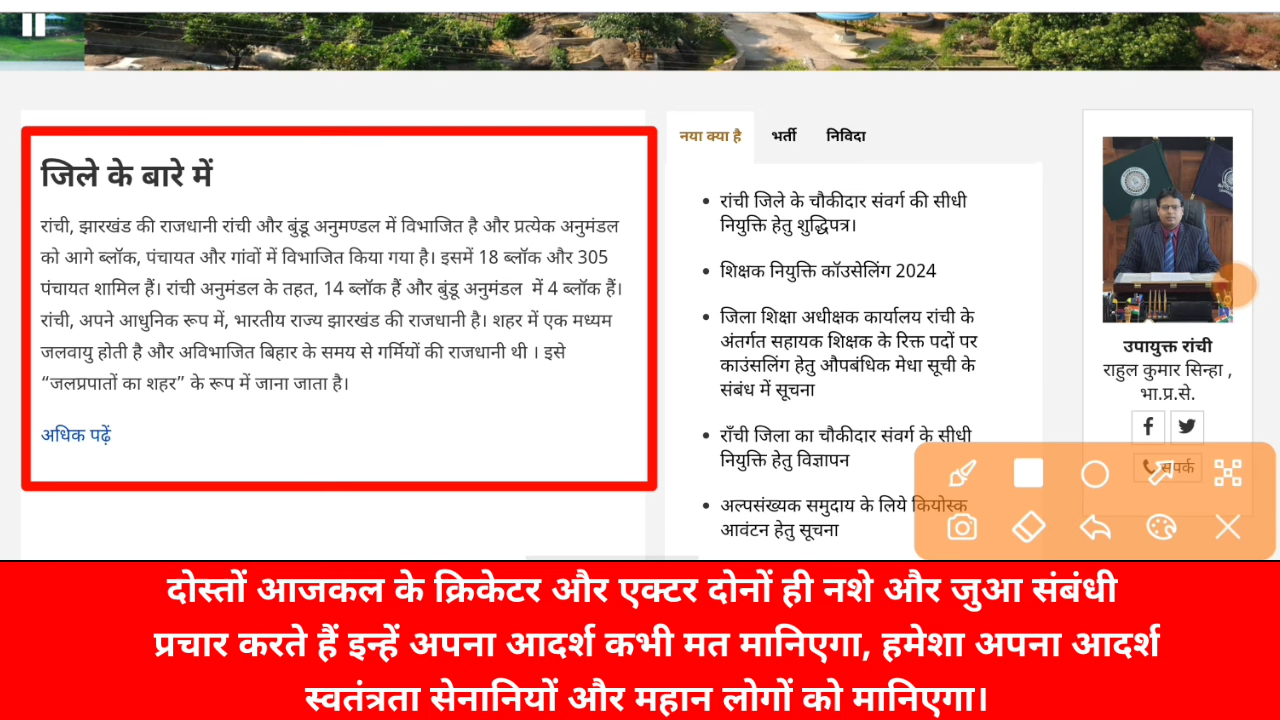 जिले के बारे में
रांची, झारखंड की राजधानी रांची और बुंडू अनुमण्डल में विभाजित है और प्रत्येक अनुमंडल
को आगे ब्लॉक, पंचायत और गांवों में विभाजित किया गया है। इसमें 18 ब्लॉक और 305
पंचायत शामिल हैं। रांची अनुमंडल के तहत, 14 ब्लॉक हैं और बुंडू अनुमंडल में 4 ब्लॉक हैं।
रांची, अपने आधुनिक रूप में, भारतीय राज्य झारखंड की राजधानी है। शहर में एक मध्यम
जलवायु होती है और अविभाजित बिहार के समय से गर्मियों की राजधानी थी । इसे
“जलप्रपातों का शहर” के रूप में जाना जाता है।
अधिक पढ़ें
नया क्या है
भर्ती
निविदा
रांची जिले के चौकीदार संवर्ग की सीधी
नियुक्ति हेतु शुद्धिपत्र।
शिक्षक नियुक्ति कॉउसेलिंग 2024
जिला शिक्षा अधीक्षक कार्यालय रांची के
अंतर्गत सहायक शिक्षक के रिक्त पदों पर
काउंसलिंग हेतु औपबंधिक मेधा सूची के
संबंध में सूचना
राँची जिला का चौकीदार संवर्ग के सीधी
नियुक्ति हेतु विज्ञापन
अल्पसंख्यक समुदाय के लिये कियोस्क
आवंटन हेतु सूचना
उपायुक्त रांची
राहुल कुमार सिन्हा ,
भा.प्र.से.
संपर्क
दोस्तों आजकल के क्रिकेटर और एक्टर दोनों ही नशे और जुआ संबंधी
प्रचार करते हैं इन्हें अपना आदर्श कभी मत मानिएगा, हमेशा अपना आदर्श
स्वतंत्रता सेनानियों और महान लोगों को मानिएगा।